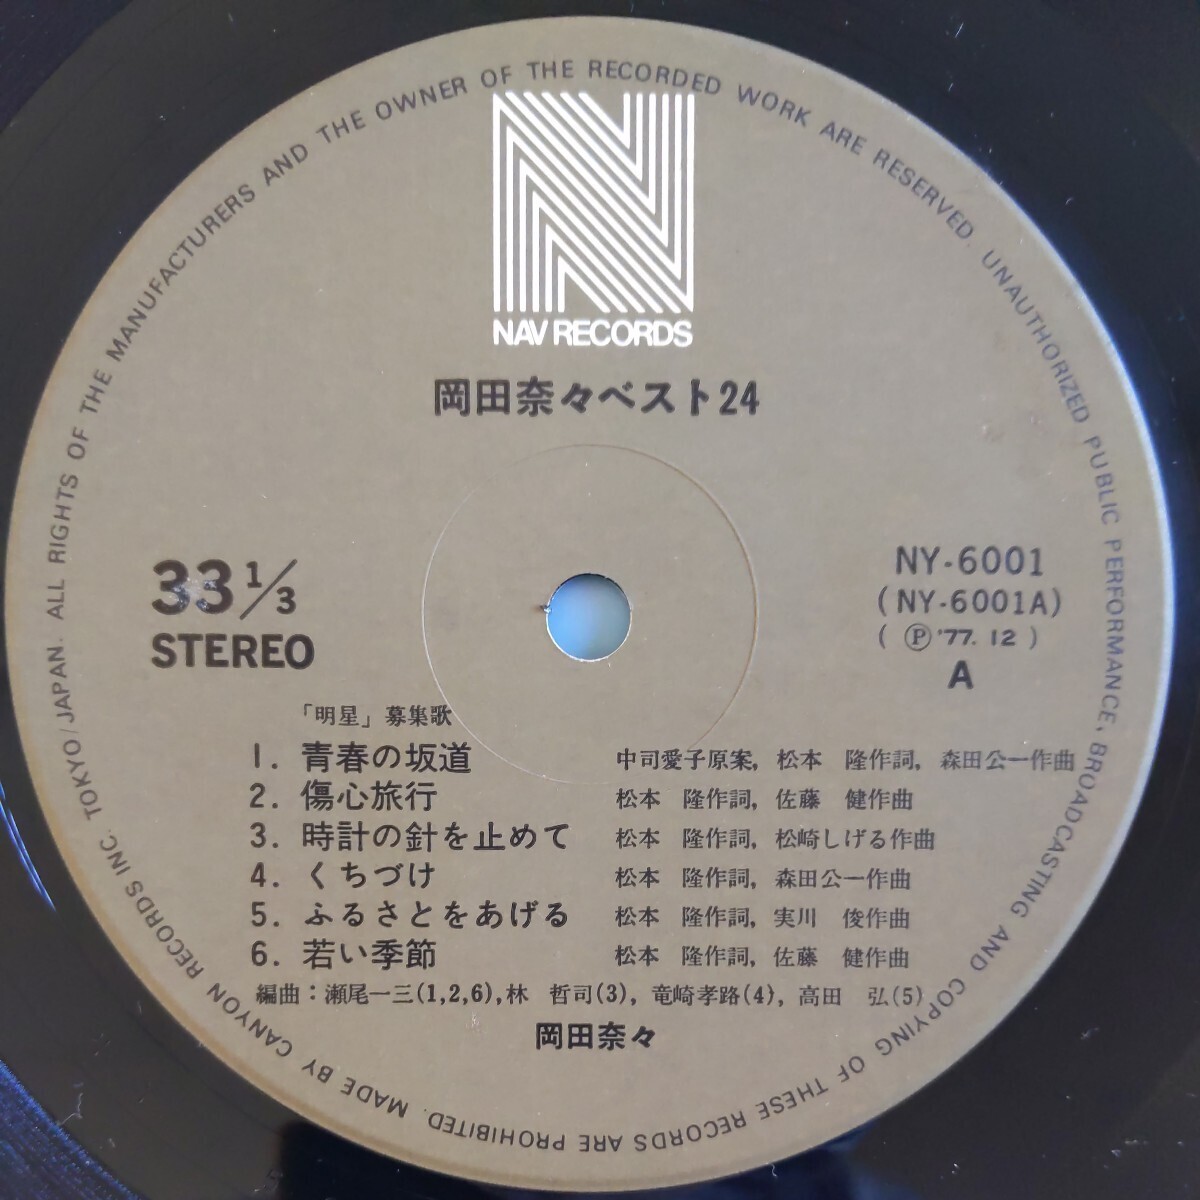 NAV RECORDS
岡田奈々ベスト24
33 1/3
STEREO
NY-6001
(NY-6001A)
(Ⓟ'77. 12)
A
「明星」募集歌
1. 青春の坂道 中司愛子原案, 松本 隆作詞, 森田公一作曲
2. 傷心旅行 松本 隆作詞, 佐藤 健作曲
3. 時計の針を止めて 松本 隆作詞, 松崎しげる作曲
4. くちづけ 松本 隆作詞, 森田公一作曲
5. ふるさとをあげる 松本 隆作詞, 実川 俊作曲
6. 若い季節 松本 隆作詞, 佐藤 健作曲
編曲：瀬尾一三(1,2,6), 林 哲司(3), 竜崎孝路(4), 高田 弘(5)
岡田奈々
MADE BY CANYON RECORDS INC. TOKYO/JAPAN. ALL RIGHTS OF THE MANUFACTURERS AND THE OWNER OF THE RECORDED WORK ARE RESERVED. UNAUTHORIZED PUBLIC PERFORMANCE, BROADCASTING AND COPYING OF THESE RECORDS ARE PROHIBITED.